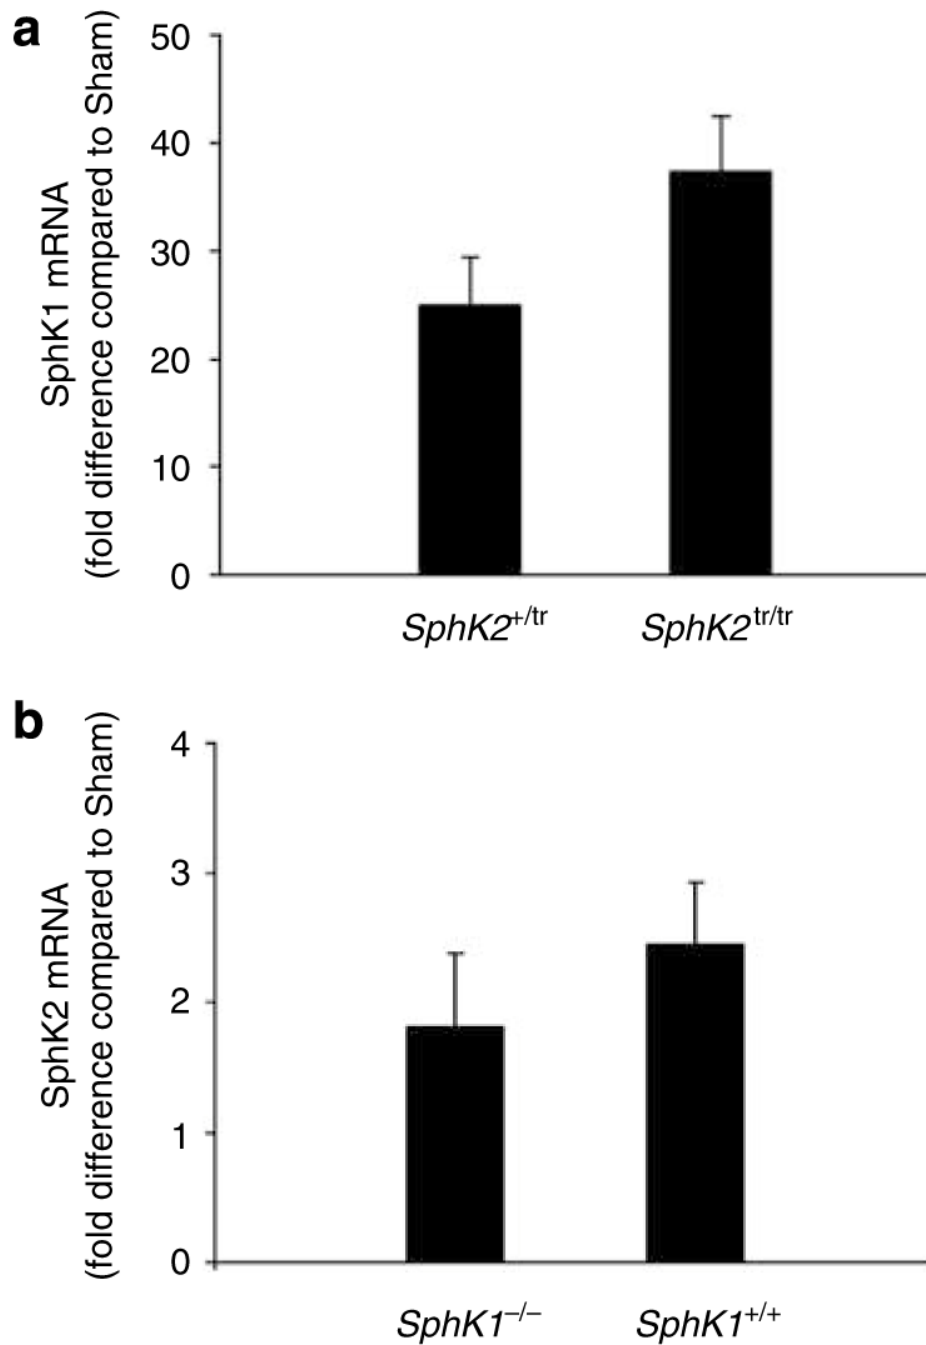 a
SphK1 mRNA
(fold difference compared to Sham)
50
40
30
20
10
0
SphK2+/tr
SphK2tr/tr
b
SphK2 mRNA
(fold difference compared to Sham)
4
3
2
1
0
SphK1–/–
SphK1+/+